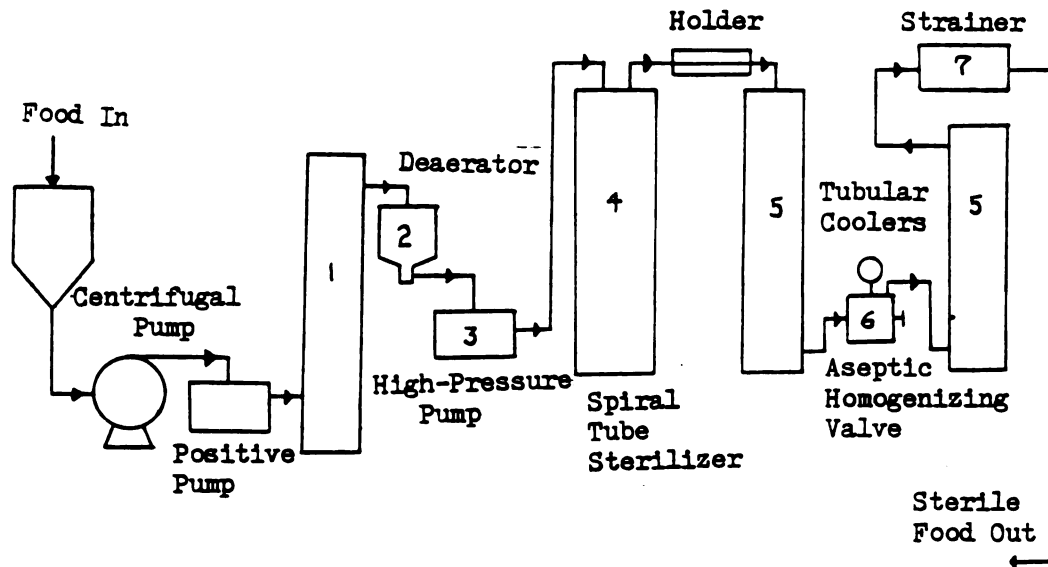 Food In
Centrifugal
Pump
Positive
Pump
1
Deaerator
2
3
High-Pressure
Pump
4
Spiral
Tube
Sterilizer
Holder
5
6
Aseptic
Homogenizing
Valve
Tubular
Coolers
5
Strainer
7
Sterile
Food Out